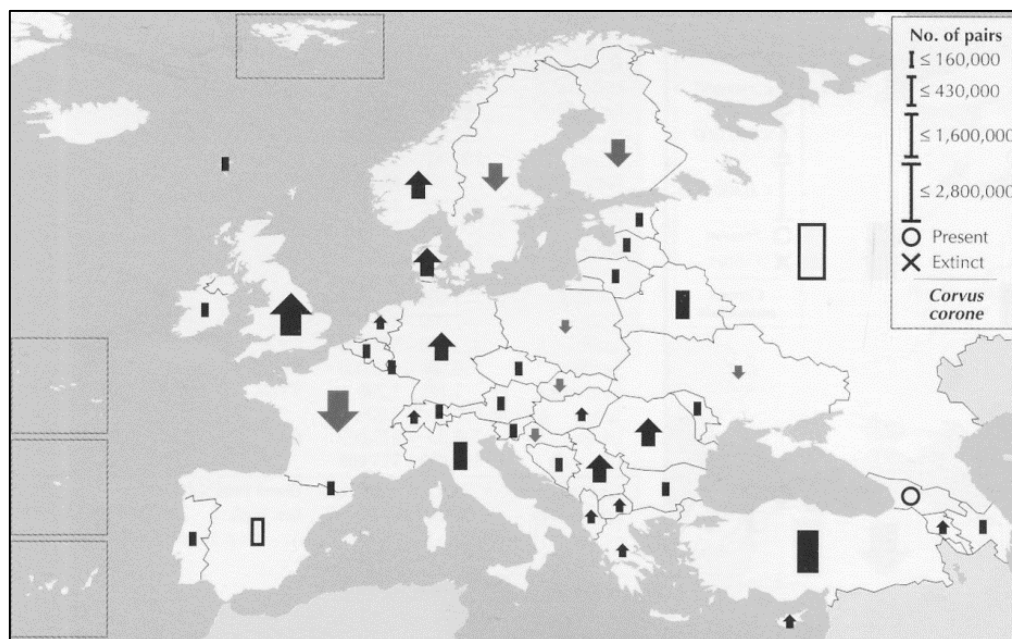 No. of pairs
≤ 160,000
≤ 430,000
≤ 1,600,000
≤ 2,800,000
Present
Extinct
Corvus
corone